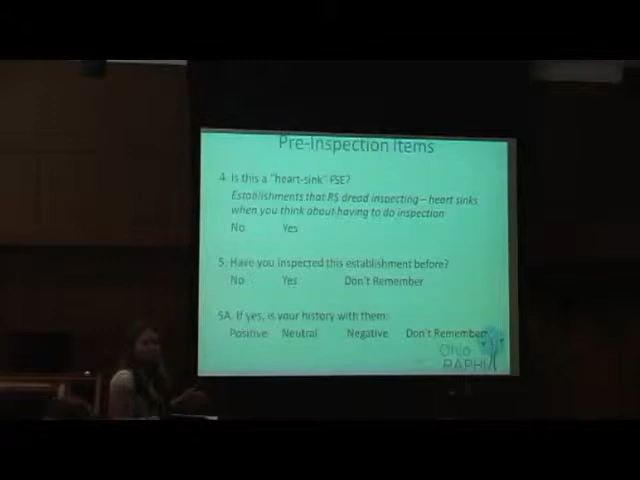 Pre-Inspection Items
4. Is this a "heart-sink" FSE?
Establishments that RS dread inspecting – heart sinks
when you think about having to do inspection
No Yes
5. Have you inspected this establishment before?
No Yes Don't Remember
5A. If yes, is your history with them:
Positive Neutral Negative Don't Remember
Ohio
RAPHI